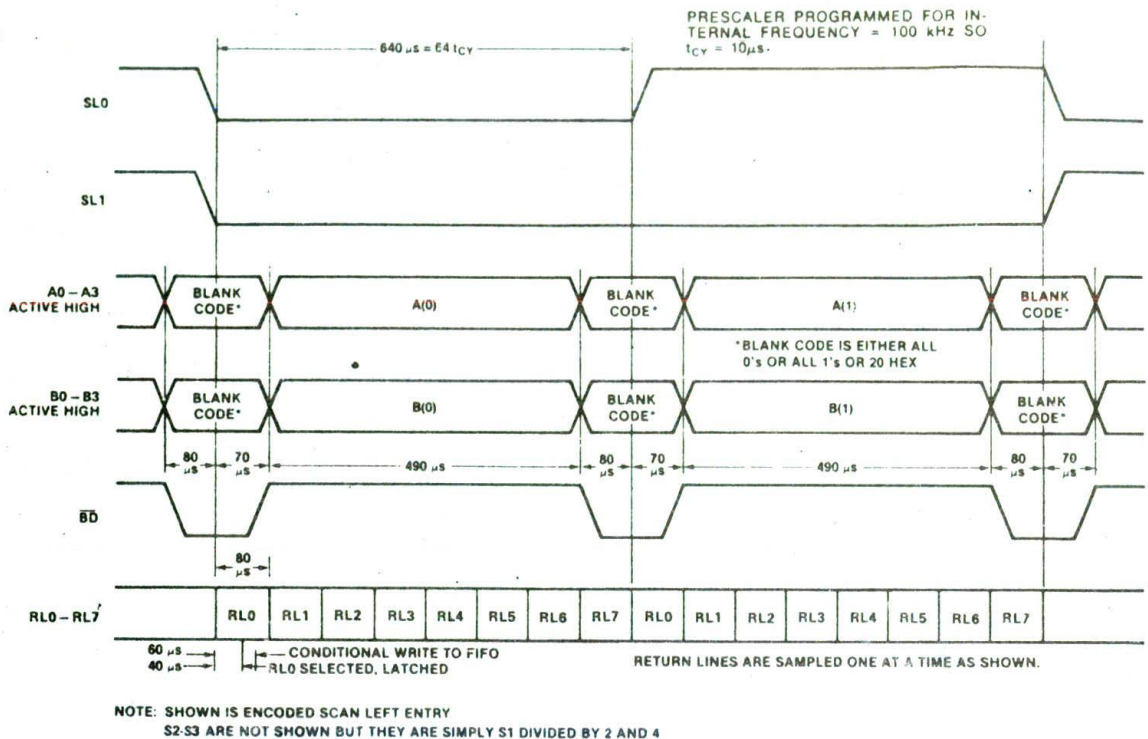 PRESCALER PROGRAMMED FOR IN-
TERNAL FREQUENCY = 100 kHz SO
tCY = 10µs.
640 µs = 64 tCY
SL0
SL1
A0 – A3
ACTIVE HIGH
BLANK
CODE*
A(0)
BLANK
CODE*
A(1)
BLANK
CODE*
*BLANK CODE IS EITHER ALL
0's OR ALL 1's OR 20 HEX
B0 – B3
ACTIVE HIGH
BLANK
CODE*
B(0)
BLANK
CODE*
B(1)
BLANK
CODE*
80
µs
70
µs
490 µs
80
µs
70
µs
490 µs
80
µs
70
µs
BD
80
µs
RL0 – RL7
RL0 RL1 RL2 RL3 RL4 RL5 RL6 RL7 RL0 RL1 RL2 RL3 RL4 RL5 RL6 RL7
60 µs
CONDITIONAL WRITE TO FIFO
40 µs
RL0 SELECTED, LATCHED
RETURN LINES ARE SAMPLED ONE AT A TIME AS SHOWN.
NOTE: SHOWN IS ENCODED SCAN LEFT ENTRY
S2-S3 ARE NOT SHOWN BUT THEY ARE SIMPLY S1 DIVIDED BY 2 AND 4